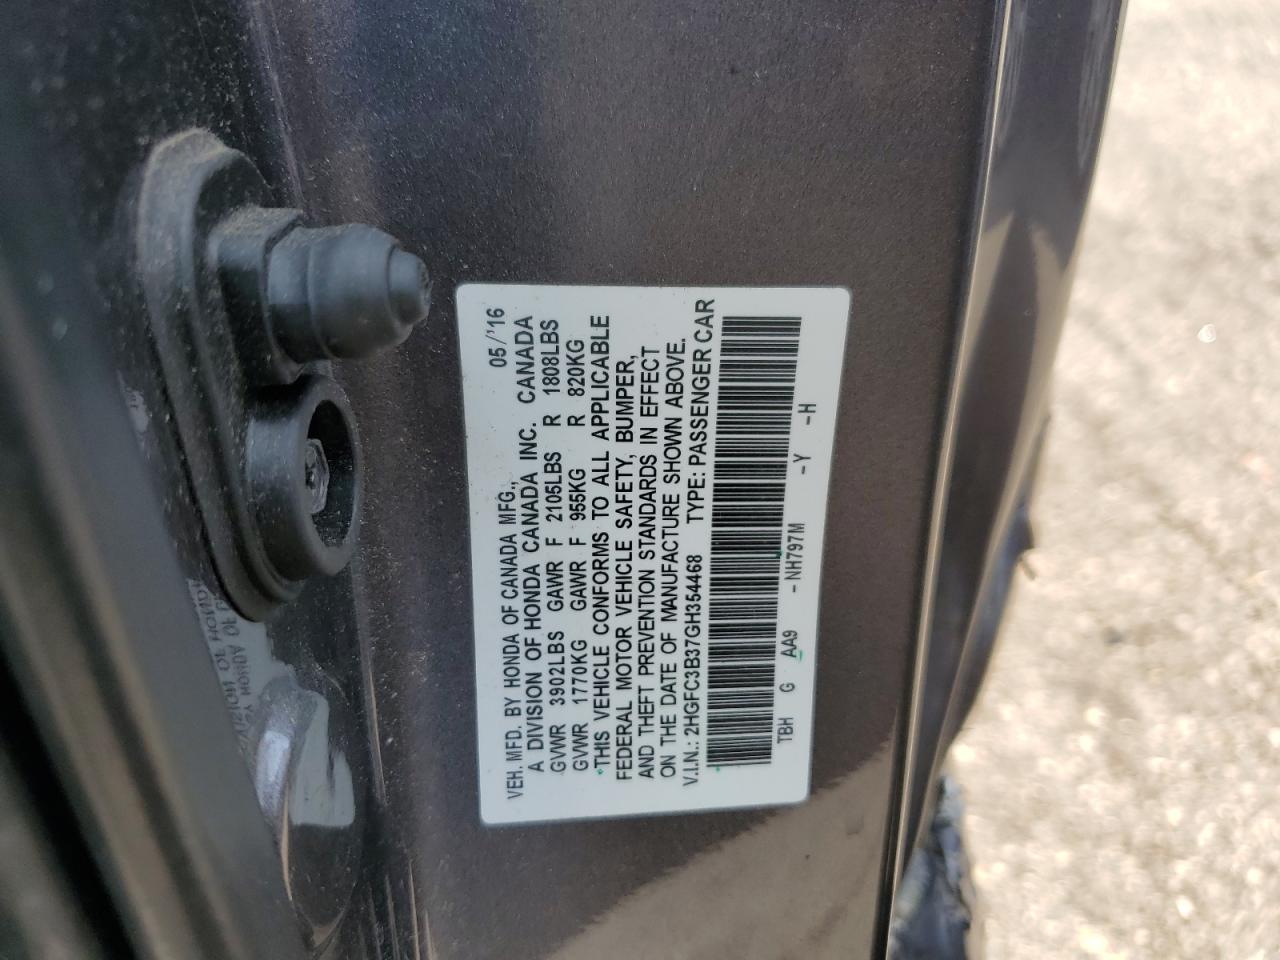 VEH. MFD. BY HONDA OF CANADA MFG., 05/'16
A DIVISION OF HONDA CANADA INC. CANADA
GVWR 3902LBS GAWR F 2105LBS R 1808LBS
GVWR 1770KG GAWR F 955KG R 820KG
THIS VEHICLE CONFORMS TO ALL APPLICABLE
FEDERAL MOTOR VEHICLE SAFETY, BUMPER,
AND THEFT PREVENTION STANDARDS IN EFFECT
ON THE DATE OF MANUFACTURE SHOWN ABOVE.
V.I.N.: 2HGFC3B37GH354468 TYPE: PASSENGER CAR
TBH G AA9 - NH797M -Y -H